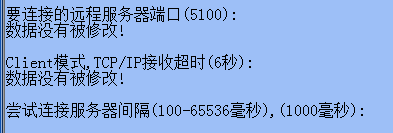 要连接的远程服务器端口(5100):
数据没有被修改!
Client模式,TCP/IP接收超时(6秒):
数据没有被修改!
尝试连接服务器间隔(100-65536毫秒),(1000毫秒):